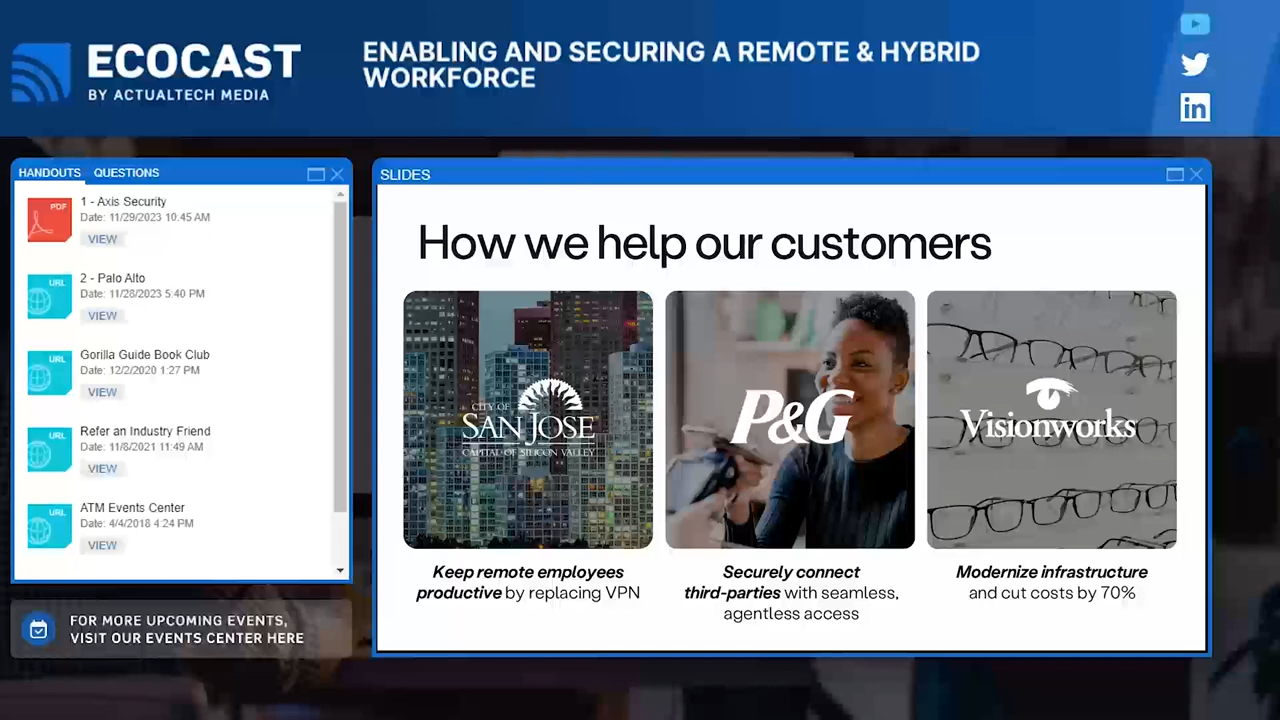 ECOCAST
BY ACTUALTECH MEDIA
ENABLING AND SECURING A REMOTE & HYBRID
WORKFORCE
in
HANDOUTS QUESTIONS
PDF
1 - Axis Security
Date: 11/29/2023 10:45 AM
VIEW
URL
2 - Palo Alto
Date: 11/28/2023 5:40 PM
VIEW
URL
Gorilla Guide Book Club
Date: 12/2/2020 1:27 PM
VIEW
URL
Refer an Industry Friend
Date: 11/8/2021 11:49 AM
VIEW
URL
ATM Events Center
Date: 4/4/2018 4:24 PM
VIEW
FOR MORE UPCOMING EVENTS,
VISIT OUR EVENTS CENTER HERE
SLIDES
How we help our customers
CITY OF
SAN JOSE
CAPITAL OF SILICON VALLEY
P&G
Visionworks
Keep remote employees
productive by replacing VPN
Securely connect
third-parties with seamless,
agentless access
Modernize infrastructure
and cut costs by 70%